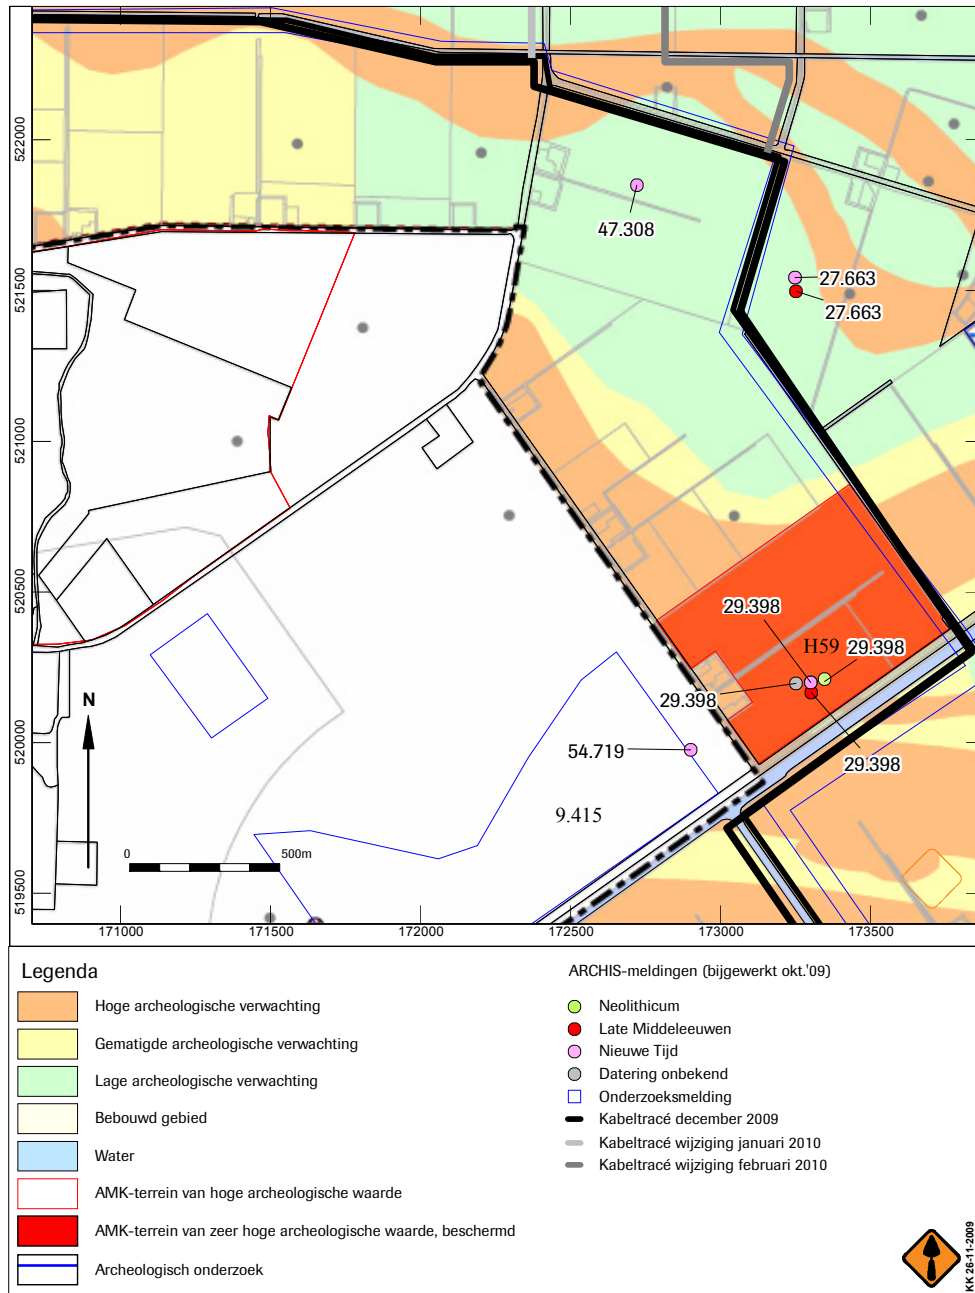 522000
521500
521000
520500
520000
519500
47.308
27.663
27.663
29.398
H59
29.398
29.398
29.398
54.719
9.415
N
0
500m
171000
171500
172000
172500
173000
173500
Legenda
Hoge archeologische verwachting
Gematigde archeologische verwachting
Lage archeologische verwachting
Bebouwd gebied
Water
AMK-terrein van hoge archeologische waarde
AMK-terrein van zeer hoge archeologische waarde, beschermd
Archeologisch onderzoek
ARCHIS-meldingen (bijgewerkt okt.'09)
Neolithicum
Late Middeleeuwen
Nieuwe Tijd
Datering onbekend
Onderzoeksmelding
Kabeltracé december 2009
Kabeltracé wijziging januari 2010
Kabeltracé wijziging februari 2010
KK 26-11-2009